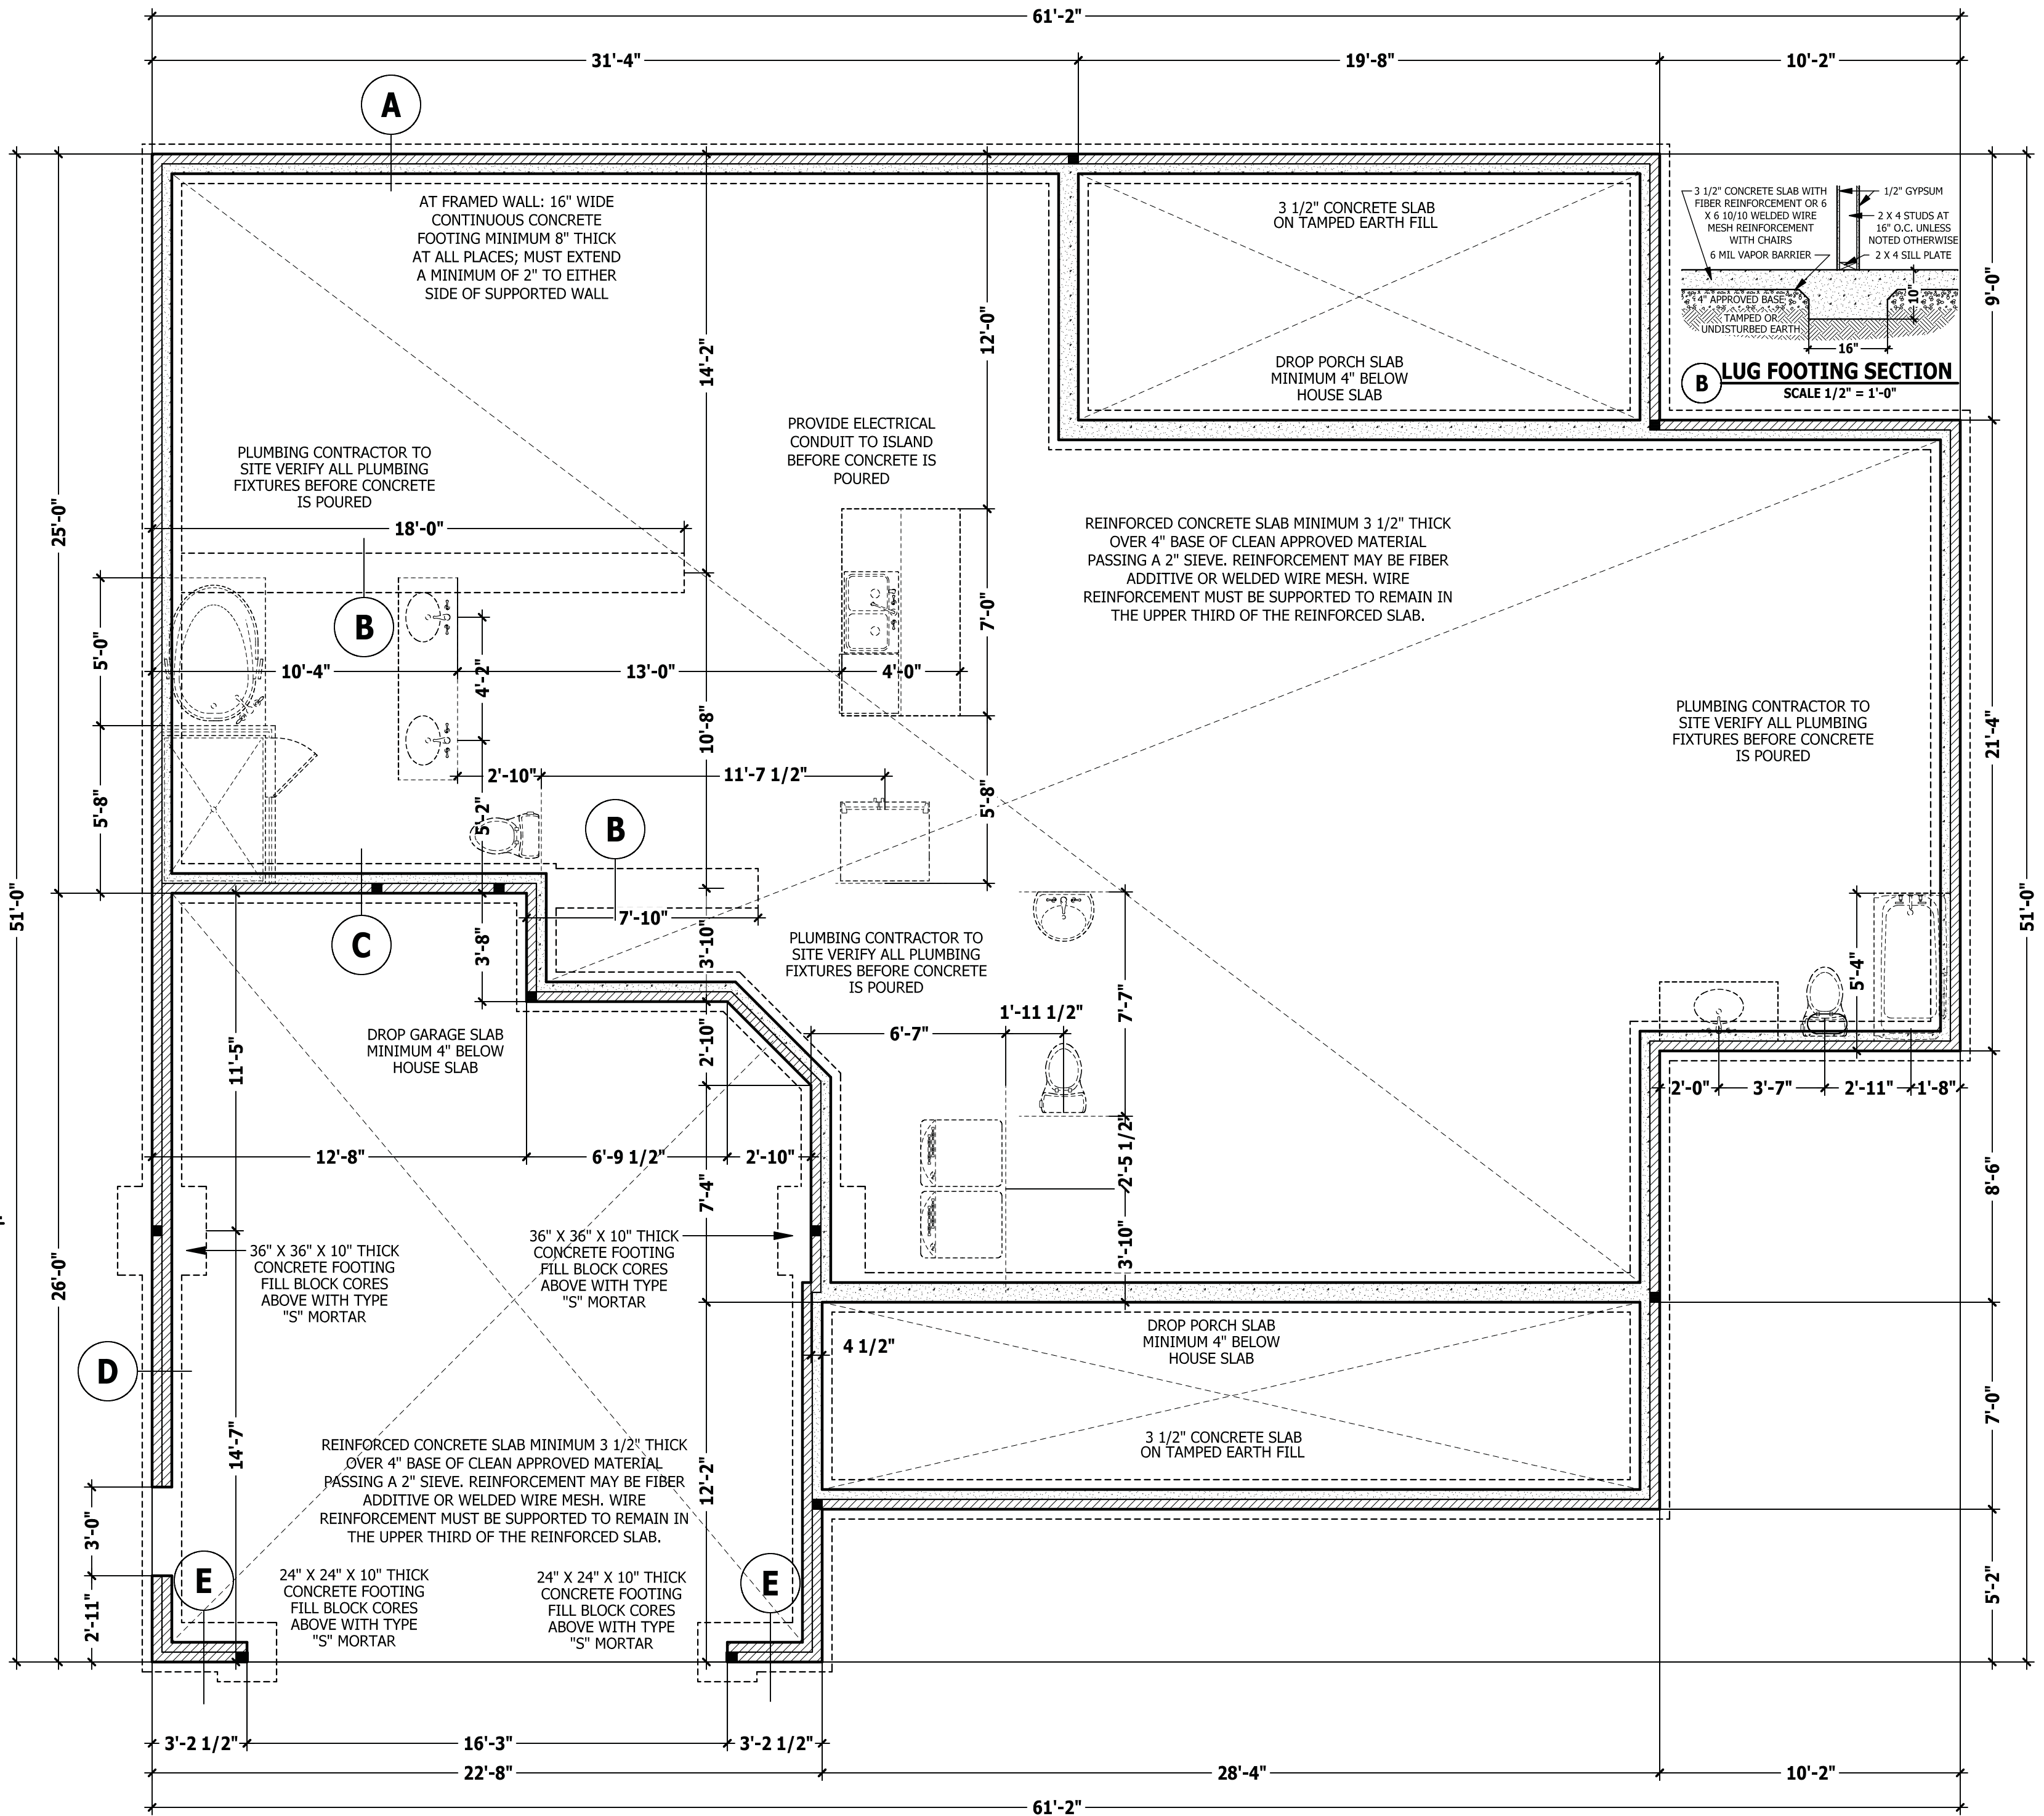 61'-2"
31'-4"
19'-8"
10'-2"
A
AT FRAMED WALL: 16" WIDE
CONTINUOUS CONCRETE
FOOTING MINIMUM 8" THICK
AT ALL PLACES; MUST EXTEND
A MINIMUM OF 2" TO EITHER
SIDE OF SUPPORTED WALL
3 1/2" CONCRETE SLAB
ON TAMPED EARTH FILL
DROP PORCH SLAB
MINIMUM 4" BELOW
HOUSE SLAB
3 1/2" CONCRETE SLAB WITH
FIBER REINFORCEMENT OR 6
X 6 10/10 WELDED WIRE
MESH REINFORCEMENT
WITH CHAIRS
6 MIL VAPOR BARRIER
1/2" GYPSUM
2 X 4 STUDS AT
16" O.C. UNLESS
NOTED OTHERWISE
2 X 4 SILL PLATE
4" APPROVED BASE
TAMPED OR
UNDISTURBED EARTH
10"
16"
B
LUG FOOTING SECTION
SCALE 1/2" = 1'-0"
9'-0"
14'-2"
12'-0"
PLUMBING CONTRACTOR TO
SITE VERIFY ALL PLUMBING
FIXTURES BEFORE CONCRETE
IS POURED
PROVIDE ELECTRICAL
CONDUIT TO ISLAND
BEFORE CONCRETE IS
POURED
25'-0"
18'-0"
REINFORCED CONCRETE SLAB MINIMUM 3 1/2" THICK
OVER 4" BASE OF CLEAN APPROVED MATERIAL
PASSING A 2" SIEVE. REINFORCEMENT MAY BE FIBER
ADDITIVE OR WELDED WIRE MESH. WIRE
REINFORCEMENT MUST BE SUPPORTED TO REMAIN IN
THE UPPER THIRD OF THE REINFORCED SLAB.
B
5'-0"
10'-4"
4'-2"
13'-0"
4'-0"
7'-0"
10'-8"
PLUMBING CONTRACTOR TO
SITE VERIFY ALL PLUMBING
FIXTURES BEFORE CONCRETE
IS POURED
21'-4"
2'-10"
11'-7 1/2"
5'-8"
5'-2"
B
5'-8"
51'-0"
51'-0"
C
3'-8"
7'-10"
3'-10"
PLUMBING CONTRACTOR TO
SITE VERIFY ALL PLUMBING
FIXTURES BEFORE CONCRETE
IS POURED
5'-4"
7'-7"
DROP GARAGE SLAB
MINIMUM 4" BELOW
HOUSE SLAB
11'-5"
2'-10"
6'-7"
1'-11 1/2"
2'-0"
3'-7"
2'-11"
1'-8"
12'-8"
6'-9 1/2"
2'-10"
7'-4"
2'-5 1/2"
8'-6"
36" X 36" X 10" THICK
CONCRETE FOOTING
FILL BLOCK CORES
ABOVE WITH TYPE
"S" MORTAR
36" X 36" X 10" THICK
CONCRETE FOOTING
FILL BLOCK CORES
ABOVE WITH TYPE
"S" MORTAR
3'-10"
26'-0"
D
4 1/2"
DROP PORCH SLAB
MINIMUM 4" BELOW
HOUSE SLAB
3 1/2" CONCRETE SLAB
ON TAMPED EARTH FILL
7'-0"
14'-7"
12'-2"
REINFORCED CONCRETE SLAB MINIMUM 3 1/2" THICK
OVER 4" BASE OF CLEAN APPROVED MATERIAL
PASSING A 2" SIEVE. REINFORCEMENT MAY BE FIBER
ADDITIVE OR WELDED WIRE MESH. WIRE
REINFORCEMENT MUST BE SUPPORTED TO REMAIN IN
THE UPPER THIRD OF THE REINFORCED SLAB.
3'-0"
2'-11"
E
24" X 24" X 10" THICK
CONCRETE FOOTING
FILL BLOCK CORES
ABOVE WITH TYPE
"S" MORTAR
24" X 24" X 10" THICK
CONCRETE FOOTING
FILL BLOCK CORES
ABOVE WITH TYPE
"S" MORTAR
E
5'-2"
3'-2 1/2"
16'-3"
3'-2 1/2"
22'-8"
28'-4"
10'-2"
61'-2"